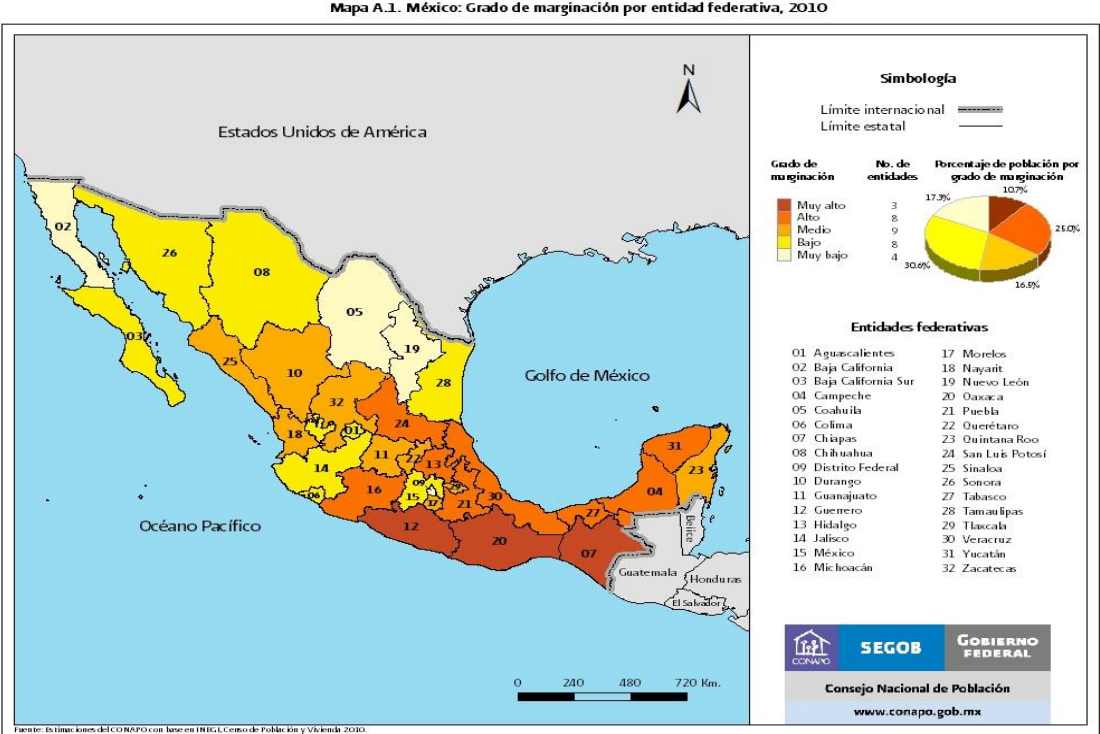 Mapa A.1. México: Grado de marginación por entidad federativa, 2010
N
Estados Unidos de América
02
26
08
05
03
19
25
10
28
Golfo de México
32
24
18
01
14
11
22
13
31
23
06
16
15
09
17
29
21
30
27
04
Océano Pacífico
12
20
07
Belice
Guatemala
Honduras
El Salvador
0 240 480 720 Km.
Simbología
Límite internacional
Límite estatal
Grado de marginación
No. de entidades
Muy alto 3
Alto 8
Medio 9
Bajo 8
Muy bajo 4
Porcentaje de población por
grado de marginación
10.7%
17.3%
25.0%
30.6%
16.5%
Entidades federativas
01 Aguascalientes
02 Baja California
03 Baja California Sur
04 Campeche
05 Coahuila
06 Colima
07 Chiapas
08 Chihuahua
09 Distrito Federal
10 Durango
11 Guanajuato
12 Guerrero
13 Hidalgo
14 Jalisco
15 México
16 Michoacán
17 Morelos
18 Nayarit
19 Nuevo León
20 Oaxaca
21 Puebla
22 Querétaro
23 Quintana Roo
24 San Luis Potosí
25 Sinaloa
26 Sonora
27 Tabasco
28 Tamaulipas
29 Tlaxcala
30 Veracruz
31 Yucatán
32 Zacatecas
CONAPO
SEGOB
GOBIERNO
FEDERAL
Consejo Nacional de Población
www.conapo.gob.mx
Fuente: Estimaciones del CONAPO con base en INEGI, Censo de Población y Vivienda 2010.